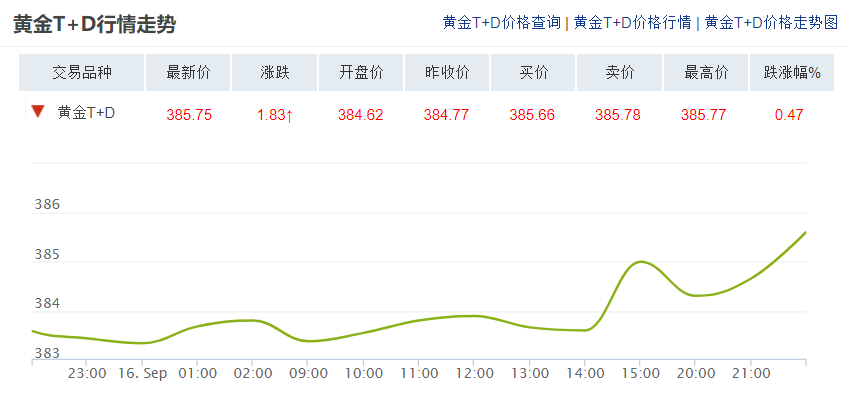 黄金T+D行情走势
黄金T+D价格查询 | 黄金T+D价格行情 | 黄金T+D价格走势图
交易品种 最新价 涨跌 开盘价 昨收价 买价 卖价 最高价 跌涨幅%
黄金T+D 385.75 1.83↑ 384.62 384.77 385.66 385.78 385.77 0.47
386
385
384
383
23:00 16. Sep 01:00 02:00 09:00 10:00 11:00 12:00 13:00 14:00 15:00 20:00 21:00